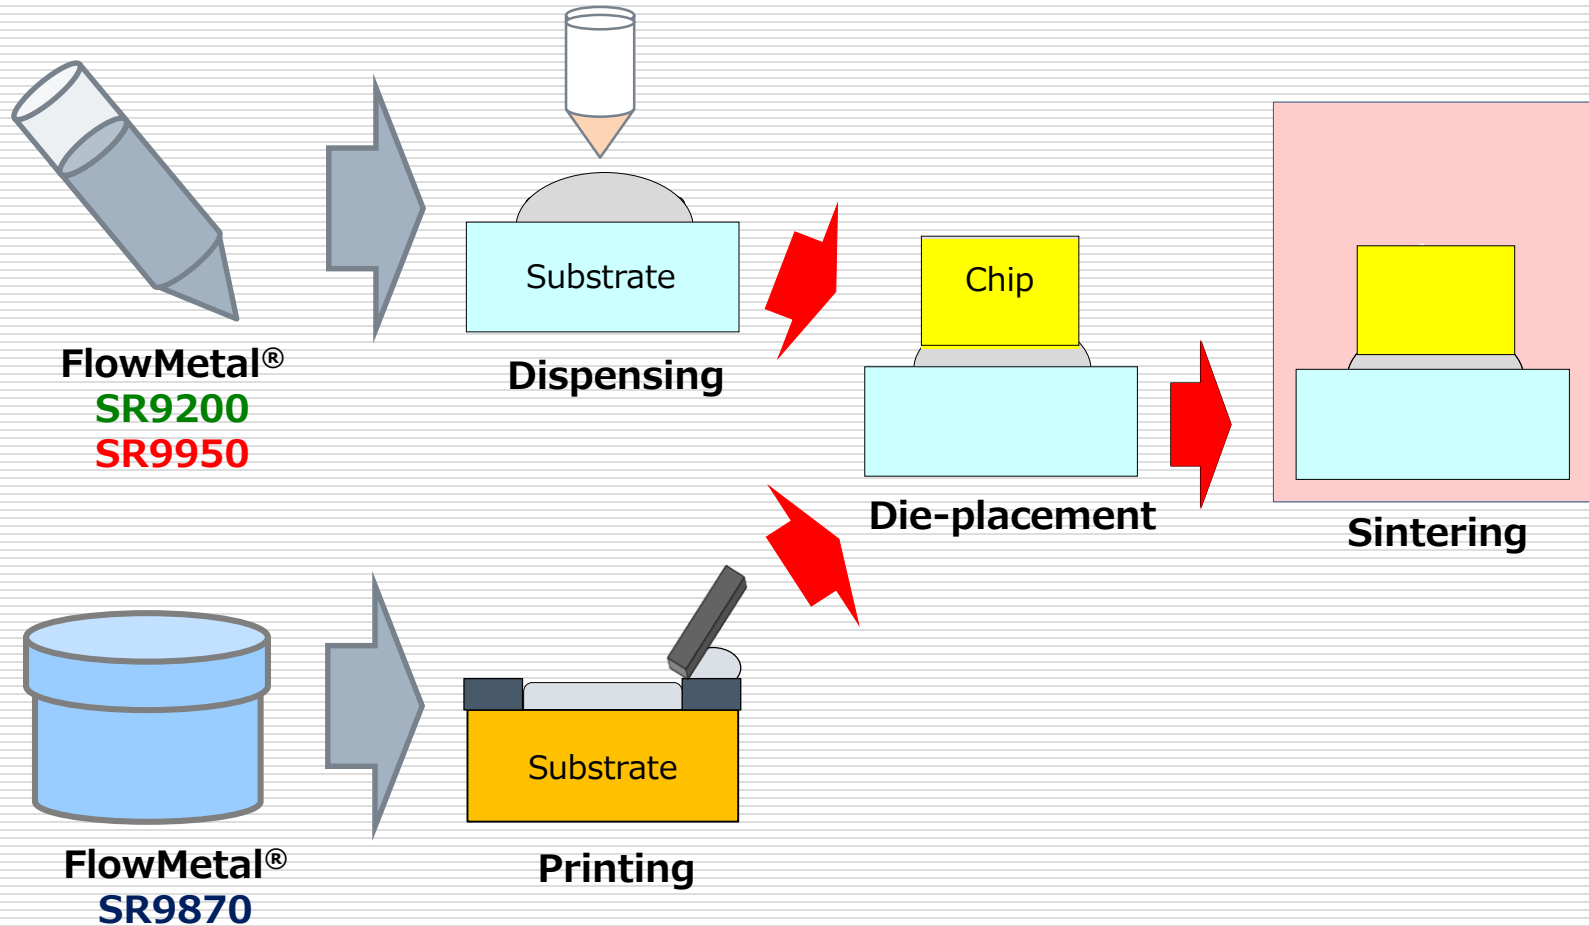 FlowMetal®
SR9200
SR9950
Substrate
Dispensing
Chip
Die-placement
Sintering
FlowMetal®
SR9870
Substrate
Printing